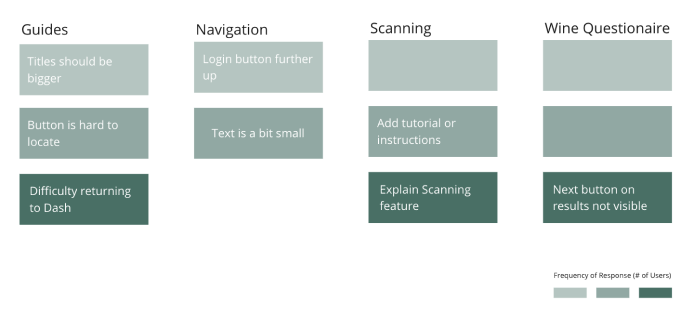 Guides
Titles should be
bigger
Button is hard to
locate
Difficulty returning
to Dash
Navigation
Login button further
up
Text is a bit small
Scanning
Add tutorial or
instructions
Explain Scanning
feature
Wine Questionaire
Next button on
results not visible
Frequency of Response (# of Users)